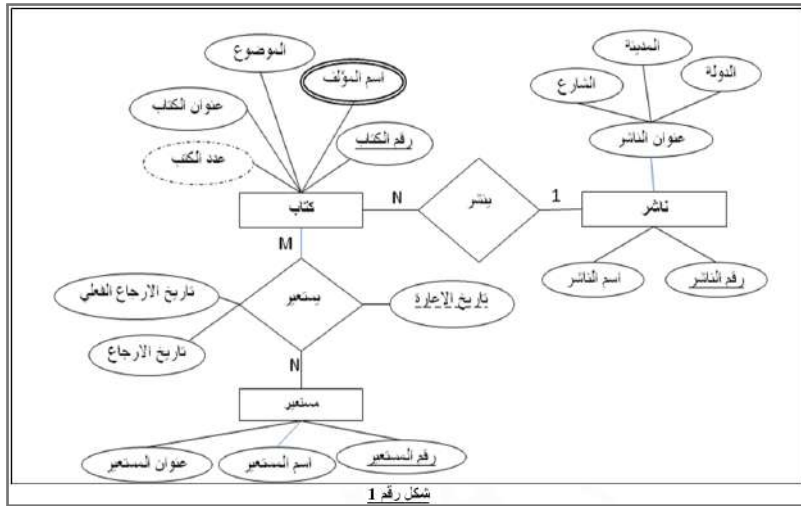 الموضوع
اسم المؤلف
عنوان الكتاب
رقم الكتاب
عدد الكتب
المدينة
الدولة
الشارع
عنوان الناشر
كتاب
N
ينشر
1
ناشر
اسم الناشر
رقم الناشر
M
تاريخ الارجاع الفعلي
يستعير
تاريخ الاعارة
تاريخ الارجاع
N
مستعير
عنوان المستعير
اسم المستعير
رقم المستعير
شكل رقم 1